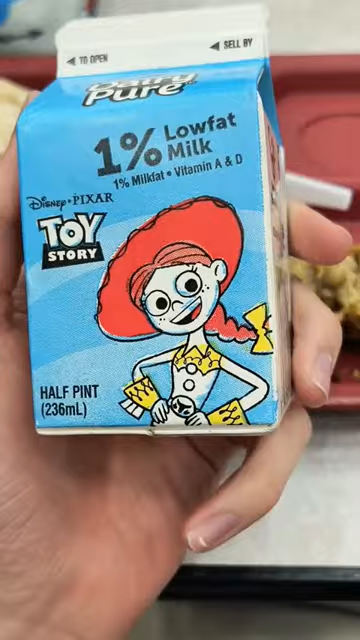 TO OPEN
SELL BY
Dairy
Pure
1% Lowfat
Milk
1% Milkfat • Vitamin A & D
Disney • PIXAR
TOY
STORY
HALF PINT
(236mL)